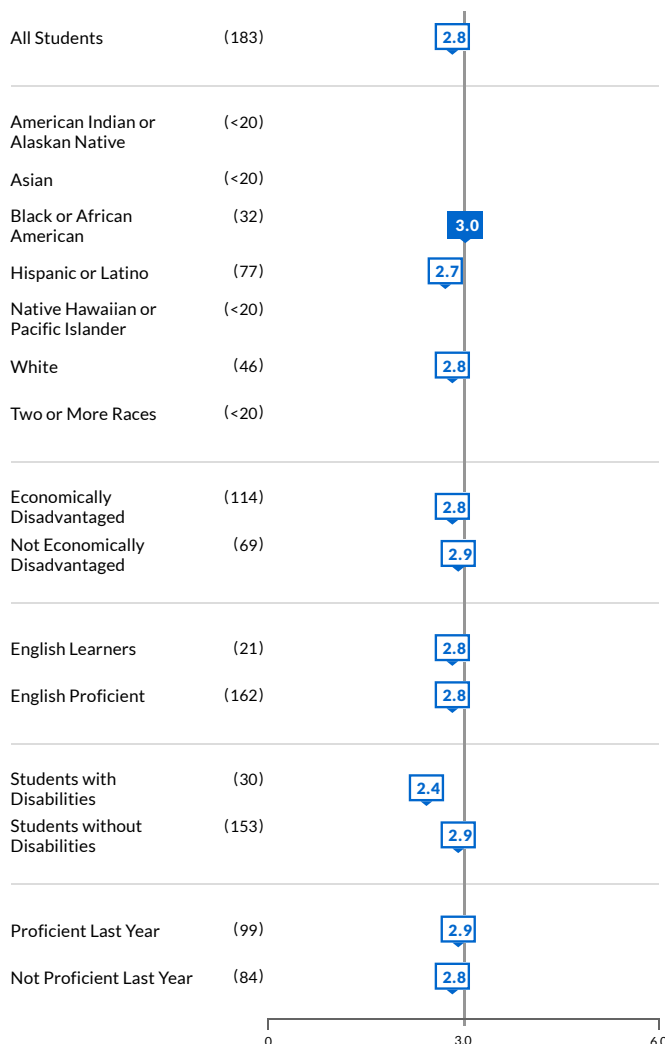 All Students (183) 2.8
American Indian or (<20)
Alaskan Native
Asian (<20)
Black or African (32) 3.0
American
Hispanic or Latino (77) 2.7
Native Hawaiian or (<20)
Pacific Islander
White (46) 2.8
Two or More Races (<20)
Economically (114) 2.8
Disadvantaged
Not Economically (69) 2.9
Disadvantaged
English Learners (21) 2.8
English Proficient (162) 2.8
Students with (30) 2.4
Disabilities
Students without (153) 2.9
Disabilities
Proficient Last Year (99) 2.9
Not Proficient Last Year (84) 2.8
0 3.0 6.0